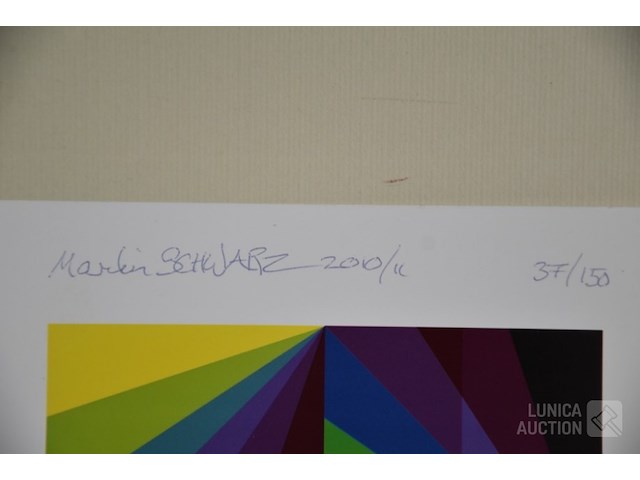 Martin SCHWARZ 2010/11 37/150
LUNICA
AUCTION